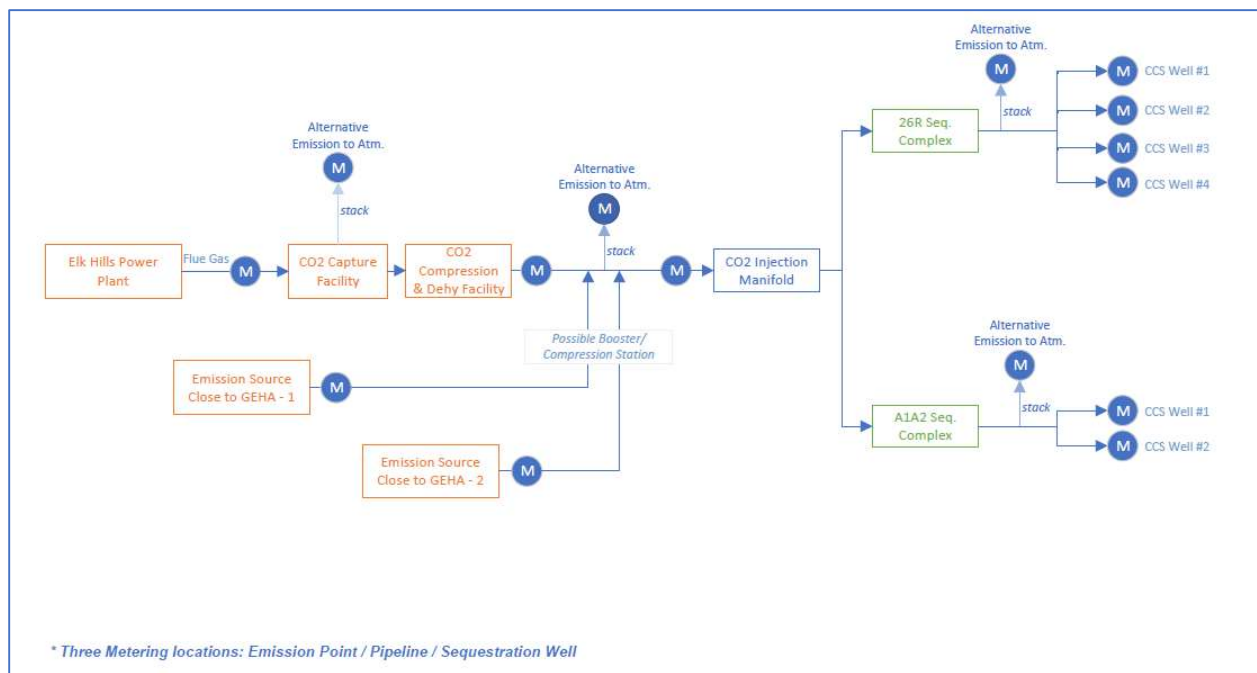 Alternative
Emission to Atm.
M
stack
M
CCS Well #1
M
CCS Well #2
M
CCS Well #3
M
CCS Well #4
26R Seq.
Complex
Alternative
Emission to Atm.
M
stack
Alternative
Emission to Atm.
M
stack
Elk Hills Power
Plant
Flue Gas
M
CO2 Capture
Facility
CO2
Compression
& Dehy Facility
M
M
CO2 Injection
Manifold
Possible Booster/
Compression Station
Emission Source
Close to GEHA - 1
M
Emission Source
Close to GEHA - 2
M
Alternative
Emission to Atm.
M
stack
A1A2 Seq.
Complex
M
CCS Well #1
M
CCS Well #2
* Three Metering locations: Emission Point / Pipeline / Sequestration Well